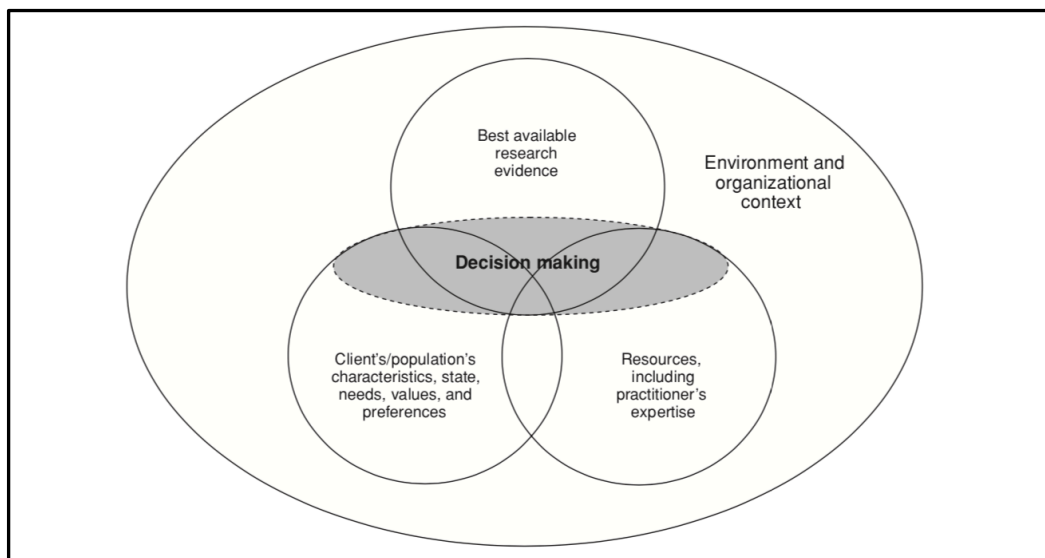 Best available
research
evidence
Environment and
organizational
context
Decision making
Client's/population's
characteristics, state,
needs, values, and
preferences
Resources,
including
practitioner's
expertise